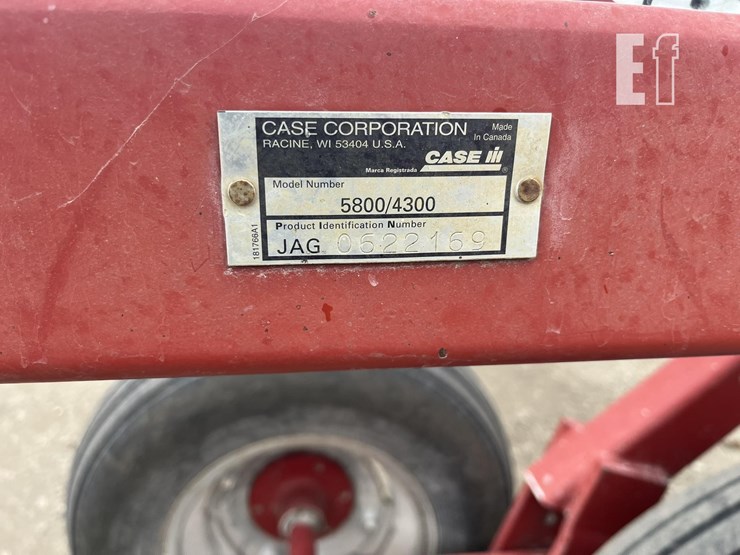 Ef
CASE CORPORATION
RACINE, WI 53404 U.S.A.
Made
In Canada
CASE IH
Marca Registrada
Model Number
5800/4300
Product Identification Number
JAG 0622169
181766A1